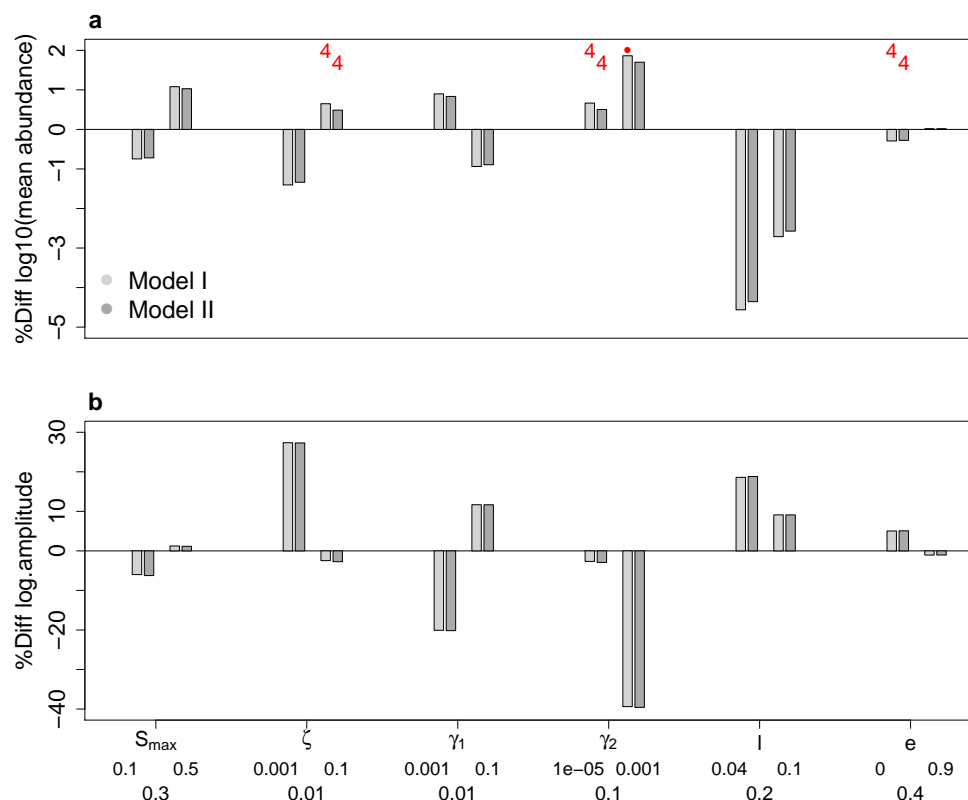 a
%Diff log10(mean abundance)
2
1
0
−1
−3
−5
4 4 4 4 4 4
Model I
Model II
b
%Diff log.amplitude
30
10
0
−20
−40
Smax ζ γ1 γ2 I e
0.1 0.5 0.001 0.1 0.001 0.1 1e−05 0.001 0.04 0.1 0 0.9
0.3 0.01 0.01 0.1 0.2 0.4